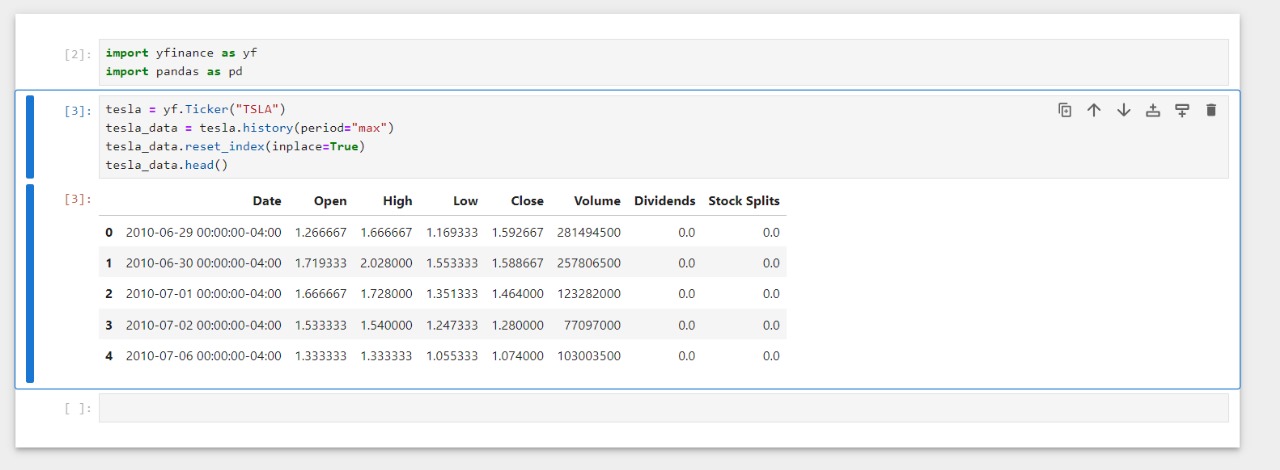 [2]: import yfinance as yf
import pandas as pd
[3]: tesla = yf.Ticker("TSLA")
tesla_data = tesla.history(period="max")
tesla_data.reset_index(inplace=True)
tesla_data.head()
[3]: Date Open High Low Close Volume Dividends Stock Splits
0 2010-06-29 00:00:00-04:00 1.266667 1.666667 1.169333 1.592667 281494500 0.0 0.0
1 2010-06-30 00:00:00-04:00 1.719333 2.028000 1.553333 1.588667 257806500 0.0 0.0
2 2010-07-01 00:00:00-04:00 1.666667 1.728000 1.351333 1.464000 123282000 0.0 0.0
3 2010-07-02 00:00:00-04:00 1.533333 1.540000 1.247333 1.280000 77097000 0.0 0.0
4 2010-07-06 00:00:00-04:00 1.333333 1.333333 1.055333 1.074000 103003500 0.0 0.0
[ ]: